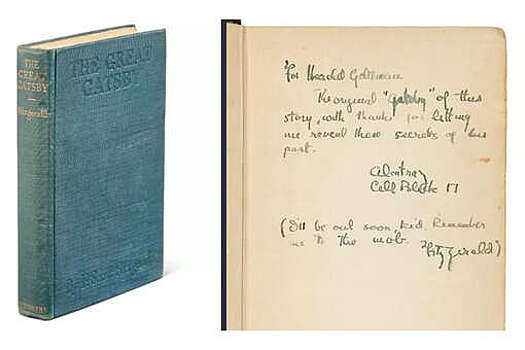 THE
GREAT
GATSBY
Fitzgerald
THE GREAT
GATSBY
SCRIBNERS
For Harold Goldman
The original "Gatsby" of this
story, with thanks for letting
me reveal these secrets of his
past.
Alcatraz
Cell Block 17
(I'll be out soon, kid. Remember
me to the mob. Fitzgerald)